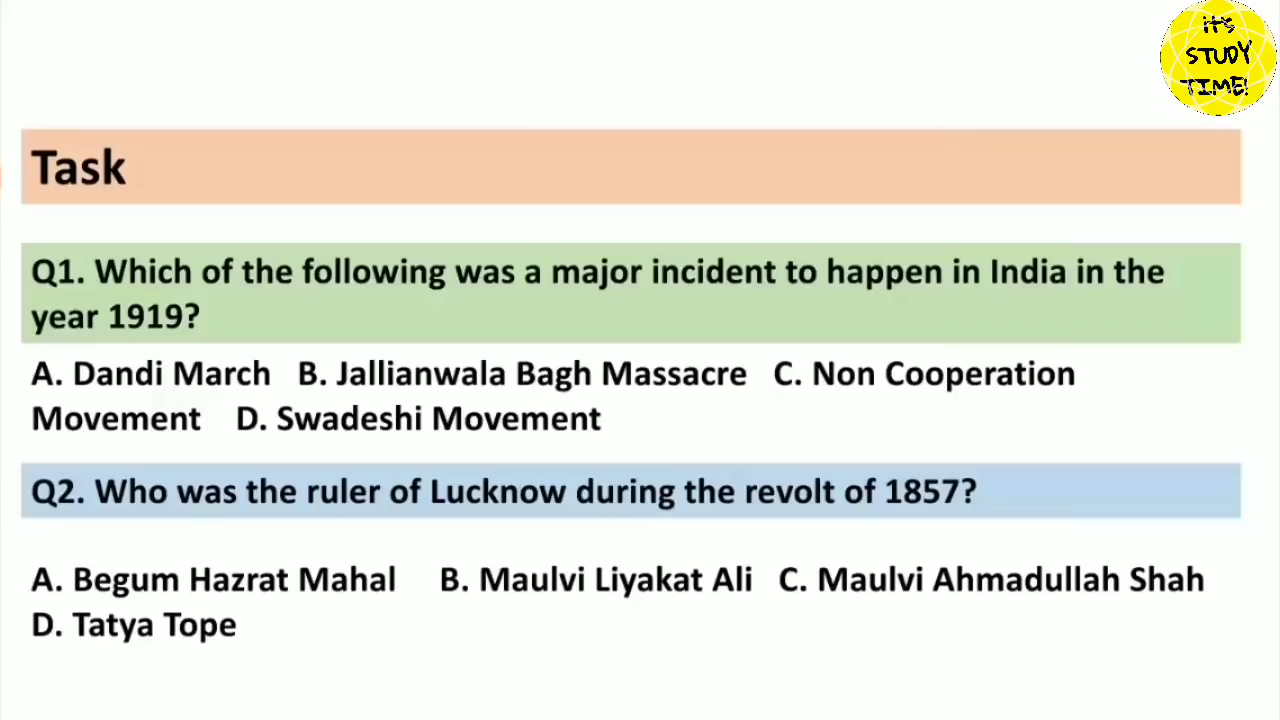 iT's
STUDY
TIME!
Task
Q1. Which of the following was a major incident to happen in India in the
year 1919?
A. Dandi March B. Jallianwala Bagh Massacre C. Non Cooperation
Movement D. Swadeshi Movement
Q2. Who was the ruler of Lucknow during the revolt of 1857?
A. Begum Hazrat Mahal B. Maulvi Liyakat Ali C. Maulvi Ahmadullah Shah
D. Tatya Tope